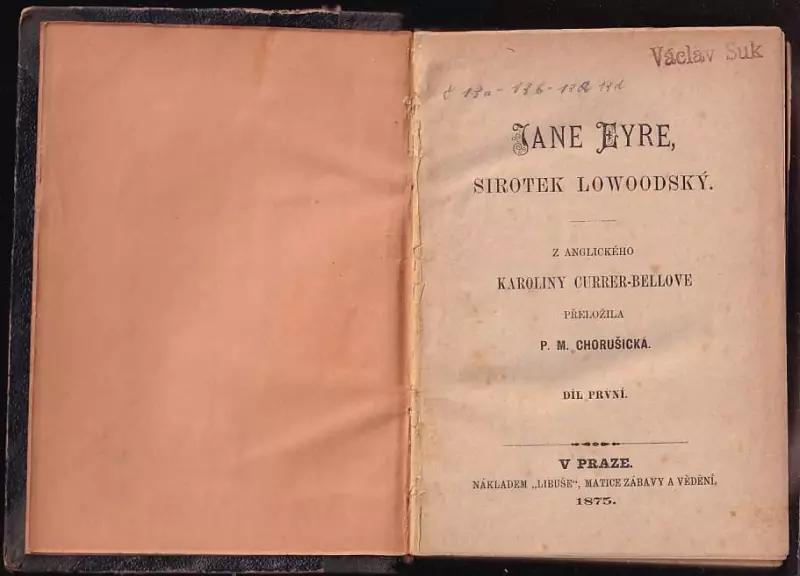 Václav Suk
JANE EYRE,
SIROTEK LOWOODSKÝ.
Z ANGLICKÉHO
KAROLINY CURRER-BELLOVE
PŘELOŽILA
P. M. CHORUŠICKÁ.
DÍL PRVNÍ.
V PRAZE.
NÁKLADEM „LIBUŠE“, MATICE ZÁBAVY A VĚDĚNÍ,
1875.